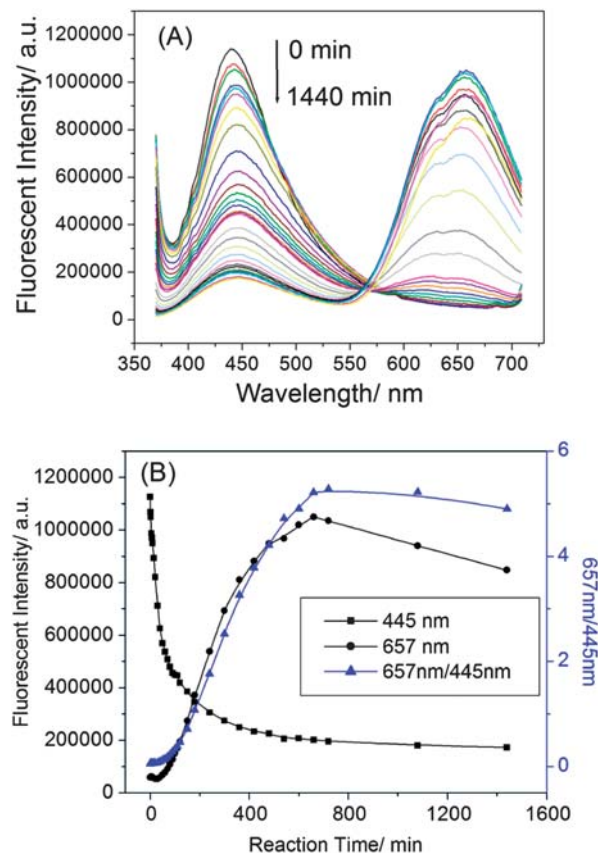 (A)
0 min
1440 min
Fluorescent Intensity/ a.u.
1200000
1000000
800000
600000
400000
200000
0
350 400 450 500 550 600 650 700
Wavelength/ nm
(B)
Fluorescent Intensity/ a.u.
1200000
1000000
800000
600000
400000
200000
0
6
4
2
0
657nm/445nm
445 nm
657 nm
657nm/445nm
0 400 800 1200 1600
Reaction Time/ min